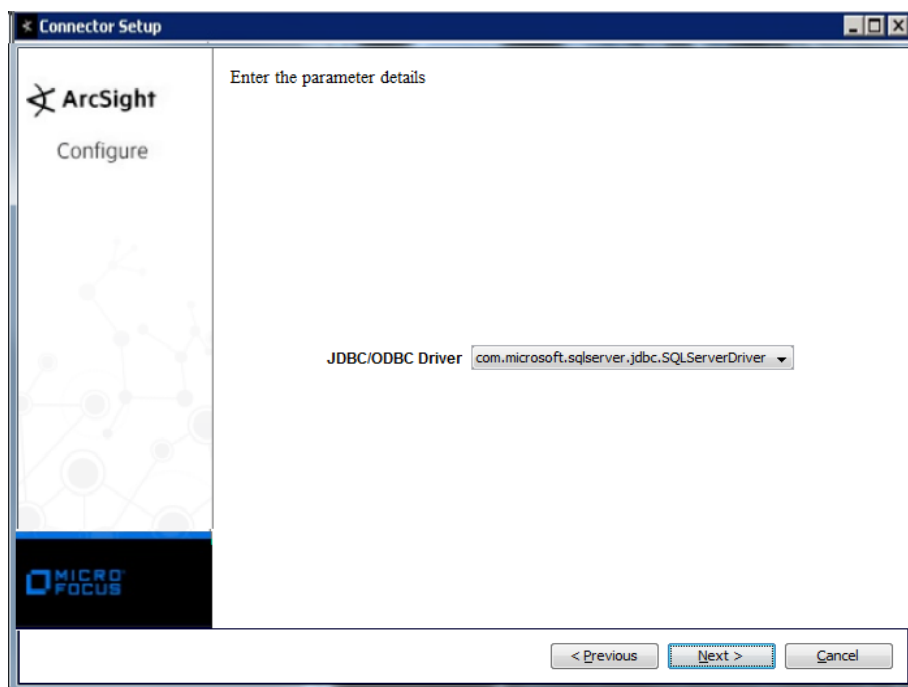 Connector Setup
ArcSight
Configure
Enter the parameter details
JDBC/ODBC Driver com.microsoft.sqlserver.jdbc.SQLServerDriver
MICRO
FOCUS
< Previous Next > Cancel